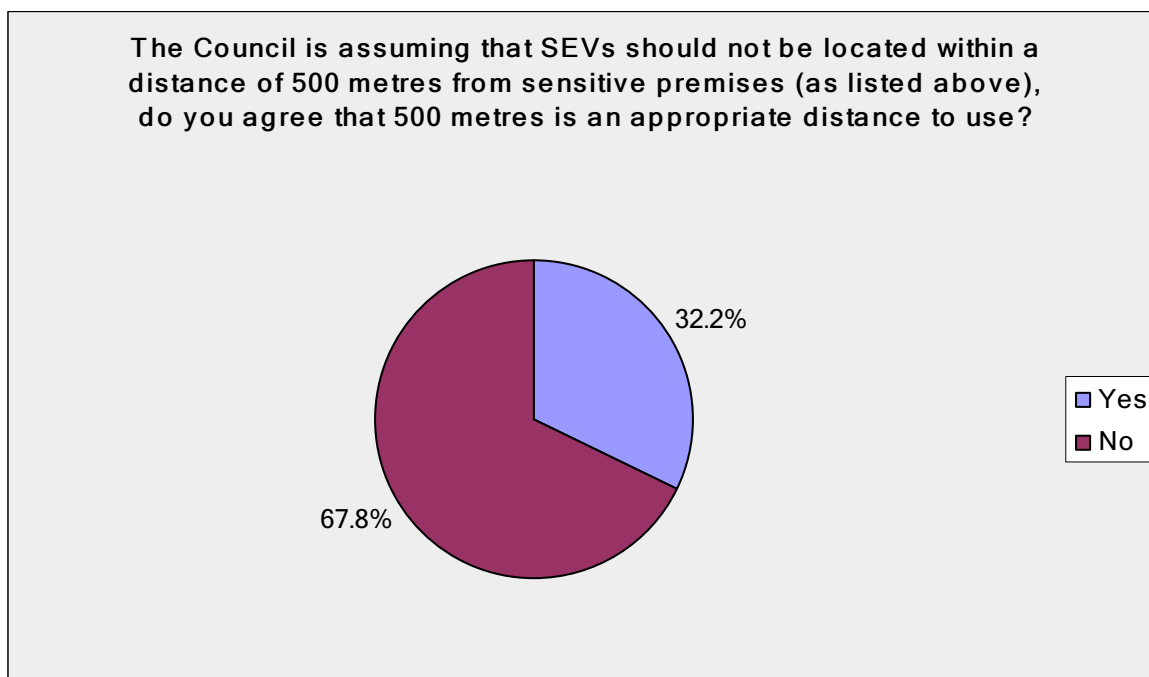 The Council is assuming that SEVs should not be located within a
distance of 500 metres from sensitive premises (as listed above),
do you agree that 500 metres is an appropriate distance to use?
32.2%
Yes
No
67.8%